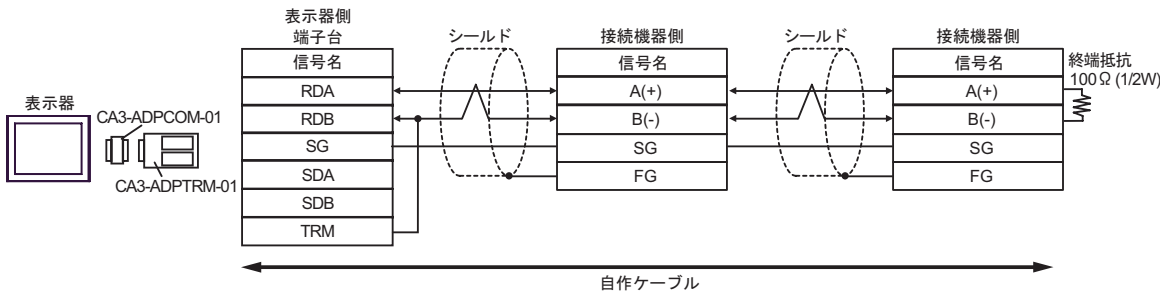 表示器
CA3-ADPCOM-01
CA3-ADPTRM-01
表示器側
端子台
信号名
RDA
RDB
SG
SDA
SDB
TRM
シールド
接続機器側
信号名
A(+)
B(-)
SG
FG
シールド
接続機器側
信号名
A(+)
B(-)
SG
FG
終端抵抗
100Ω (1/2W)
自作ケーブル